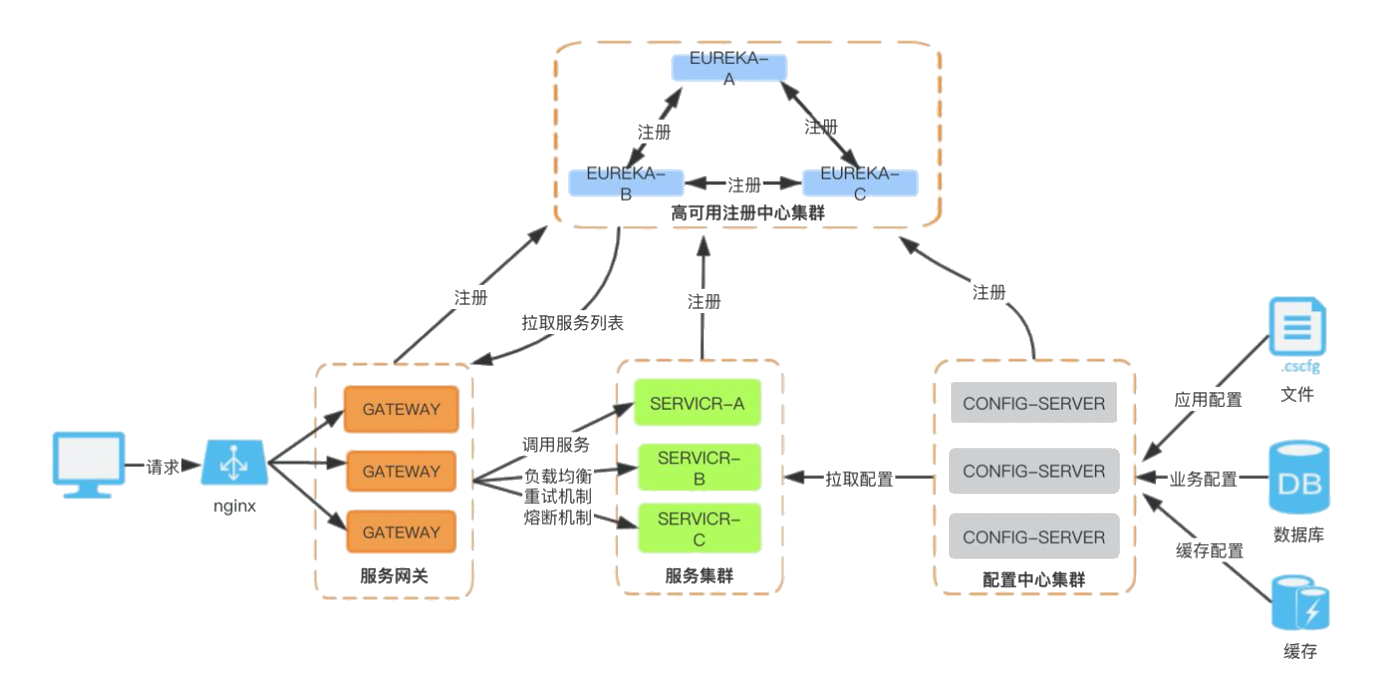 EUREKA-
A
注册
注册
EUREKA-
B
注册
EUREKA-
C
高可用注册中心集群
注册
拉取服务列表
注册
注册
请求
nginx
GATEWAY
GATEWAY
GATEWAY
服务网关
调用服务
负载均衡
重试机制
熔断机制
SERVICR-A
SERVICR-
B
SERVICR-
C
服务集群
拉取配置
CONFIG-SERVER
CONFIG-SERVER
CONFIG-SERVER
配置中心集群
应用配置
业务配置
缓存配置
.cscfg
文件
DB
数据库
缓存